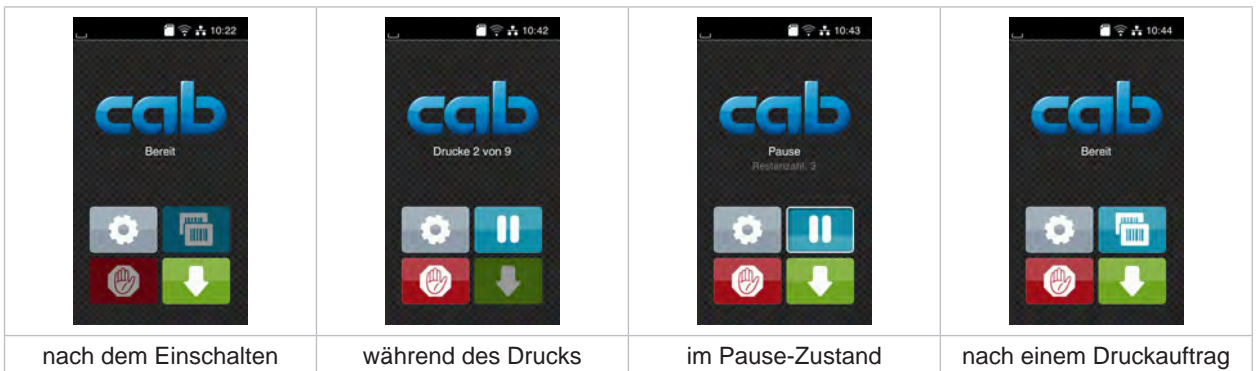 10:22
cab
Bereit
nach dem Einschalten
10:42
cab
Drucke 2 von 9
während des Drucks
10:43
cab
Pause
Restanzahl. 3
im Pause-Zustand
10:44
cab
Bereit
nach einem Druckauftrag